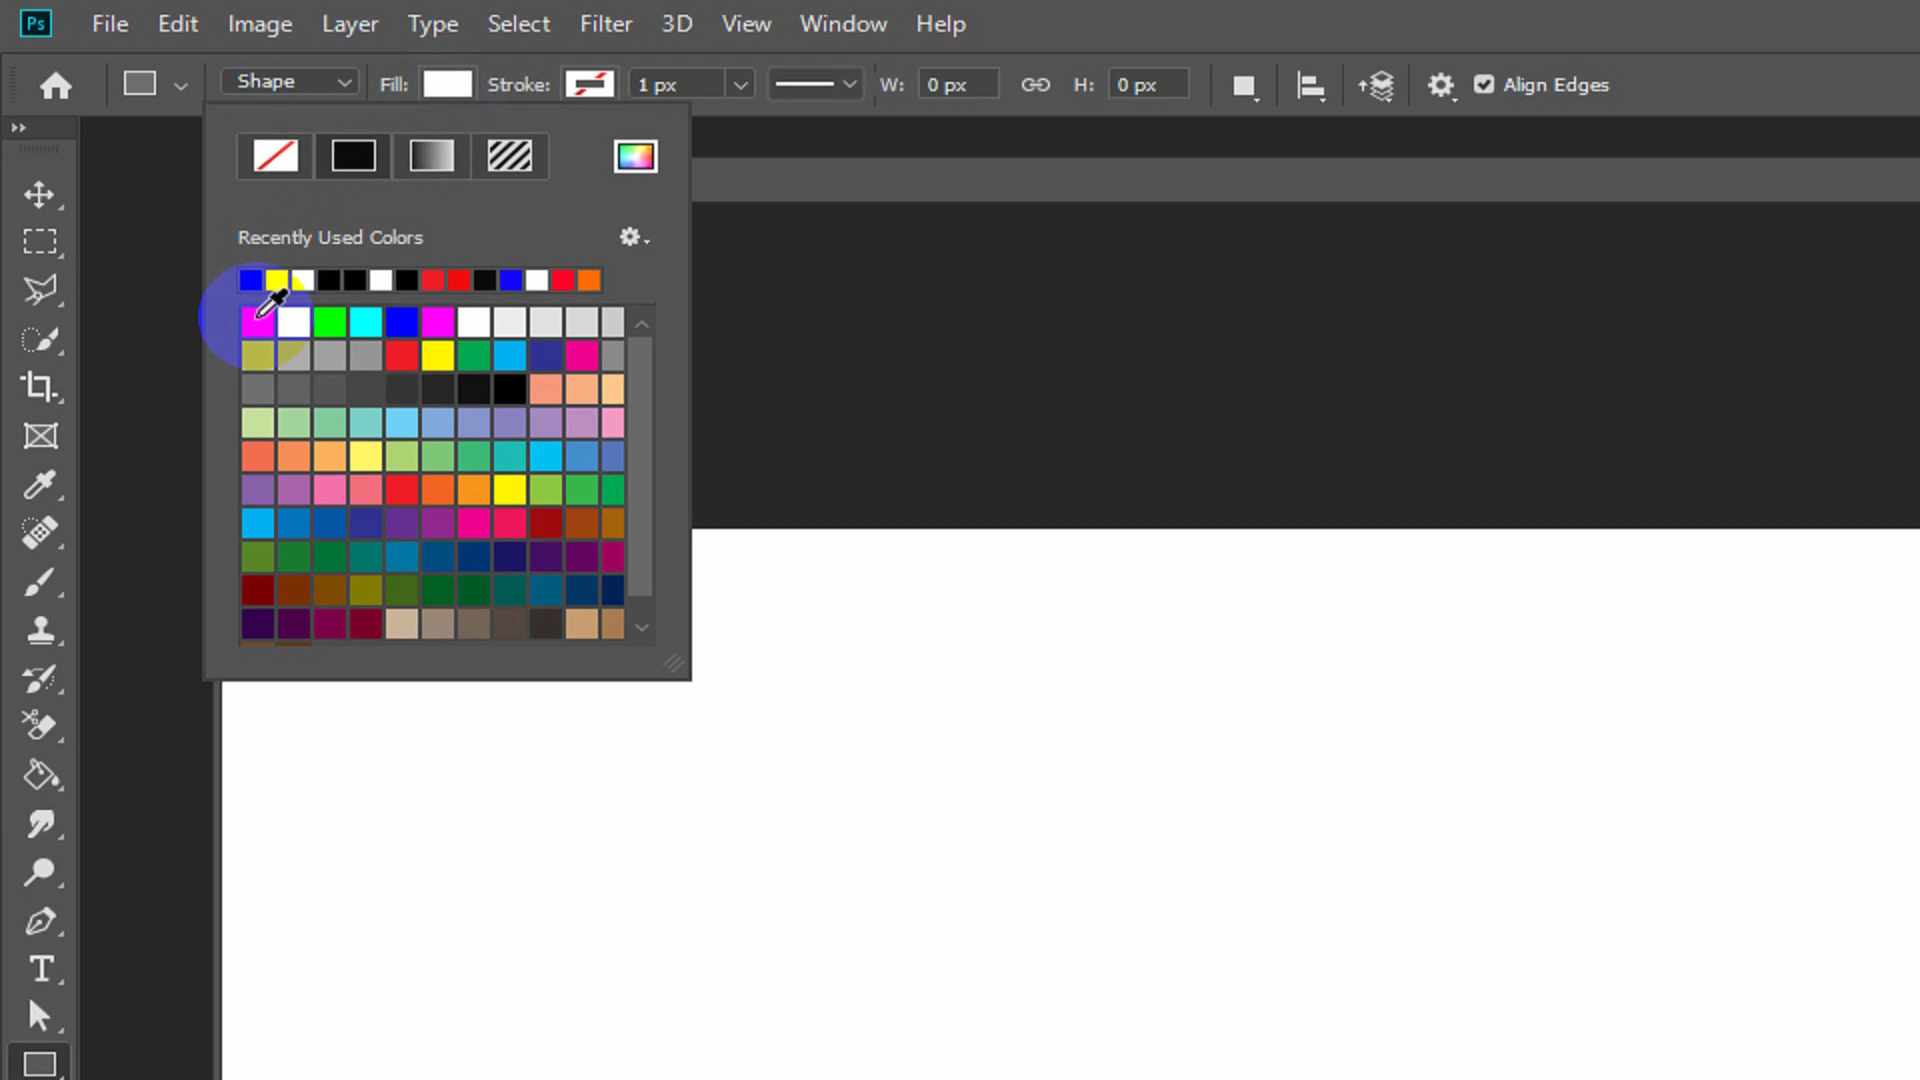 Ps File Edit Image Layer Type Select Filter 3D View Window Help
Shape Fill: Stroke: 1 px W: 0 px H: 0 px Align Edges
Recently Used Colors